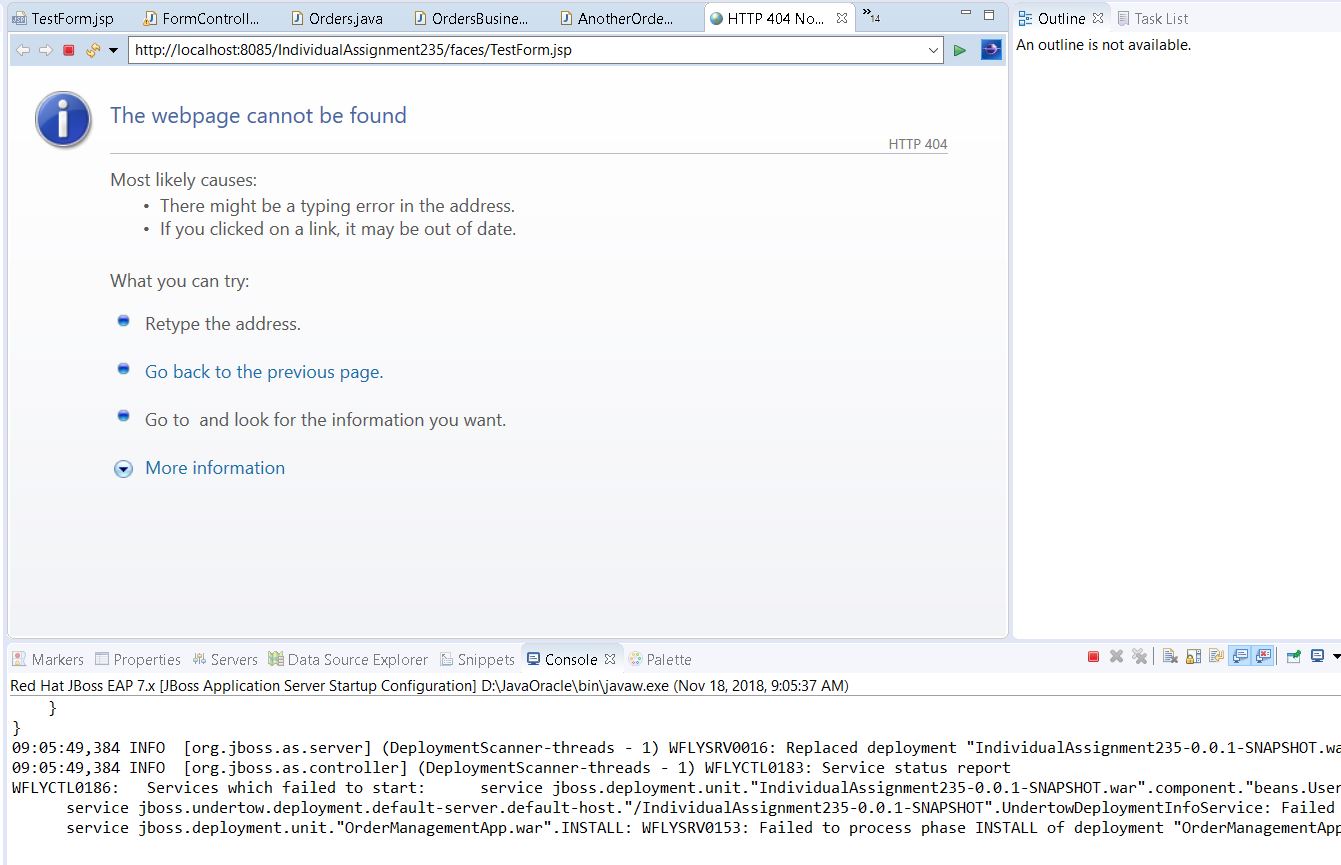 TestForm.jsp FormControll... Orders.java OrdersBusine... AnotherOrde... HTTP 404 No... »14
Outline Task List
http://localhost:8085/IndividualAssignment235/faces/TestForm.jsp
An outline is not available.
The webpage cannot be found
HTTP 404
Most likely causes:
• There might be a typing error in the address.
• If you clicked on a link, it may be out of date.
What you can try:
Retype the address.
Go back to the previous page.
Go to  and look for the information you want.
More information
Markers Properties Servers Data Source Explorer Snippets Console Palette
Red Hat JBoss EAP 7.x [JBoss Application Server Startup Configuration] D:\JavaOracle\bin\javaw.exe (Nov 18, 2018, 9:05:37 AM)
    }
}
09:05:49,384 INFO  [org.jboss.as.server] (DeploymentScanner-threads - 1) WFLYSRV0016: Replaced deployment "IndividualAssignment235-0.0.1-SNAPSHOT.wa
09:05:49,384 INFO  [org.jboss.as.controller] (DeploymentScanner-threads - 1) WFLYCTL0183: Service status report
WFLYCTL0186:   Services which failed to start:      service jboss.deployment.unit."IndividualAssignment235-0.0.1-SNAPSHOT.war".component."beans.User
      service jboss.undertow.deployment.default-server.default-host."/IndividualAssignment235-0.0.1-SNAPSHOT".UndertowDeploymentInfoService: Failed
      service jboss.deployment.unit."OrderManagementApp.war".INSTALL: WFLYSRV0153: Failed to process phase INSTALL of deployment "OrderManagementApp